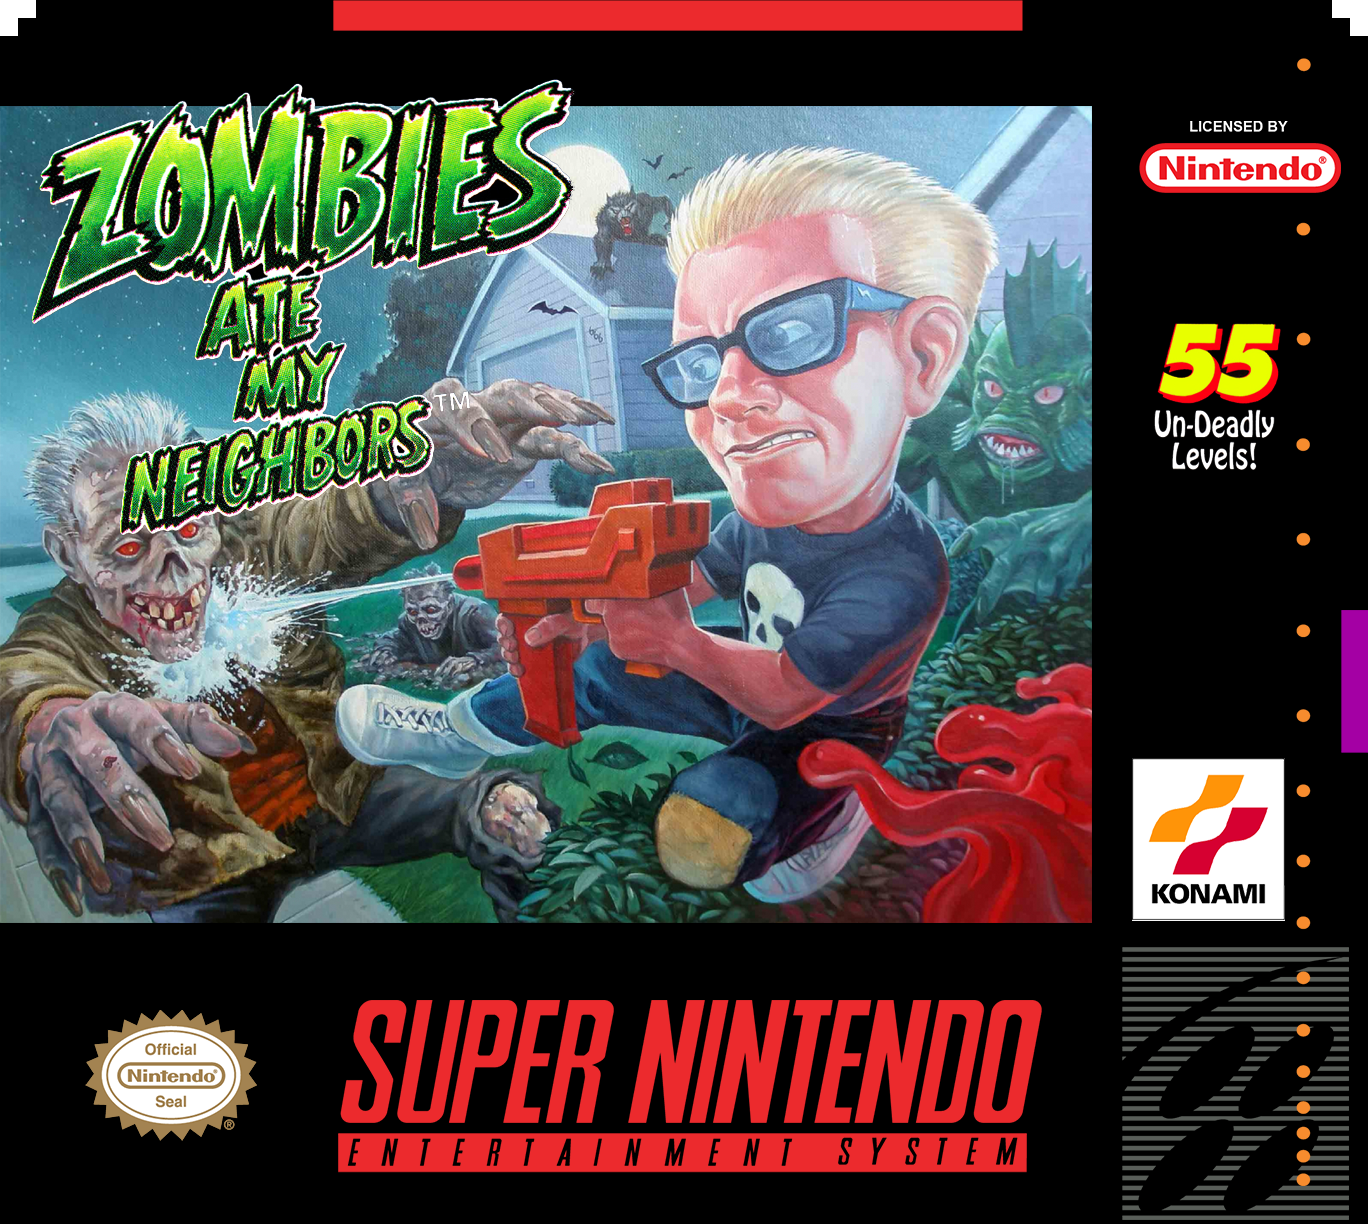 ZOMBIES
ATE
MY
NEIGHBORS™
LICENSED BY
Nintendo®
55
Un-Deadly
Levels!
KONAMI
Official
Nintendo®
Seal
®
SUPER NINTENDO
ENTERTAINMENT SYSTEM